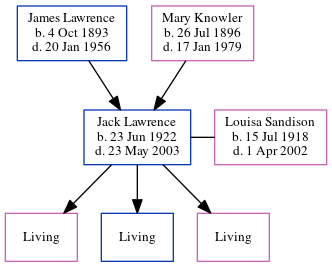 James Lawrence
b. 4 Oct 1893
d. 20 Jan 1956
Mary Knowler
b. 26 Jul 1896
d. 17 Jan 1979
Jack Lawrence
b. 23 Jun 1922
d. 23 May 2003
Louisa Sandison
b. 15 Jul 1918
d. 1 Apr 2002
Living
Living
Living